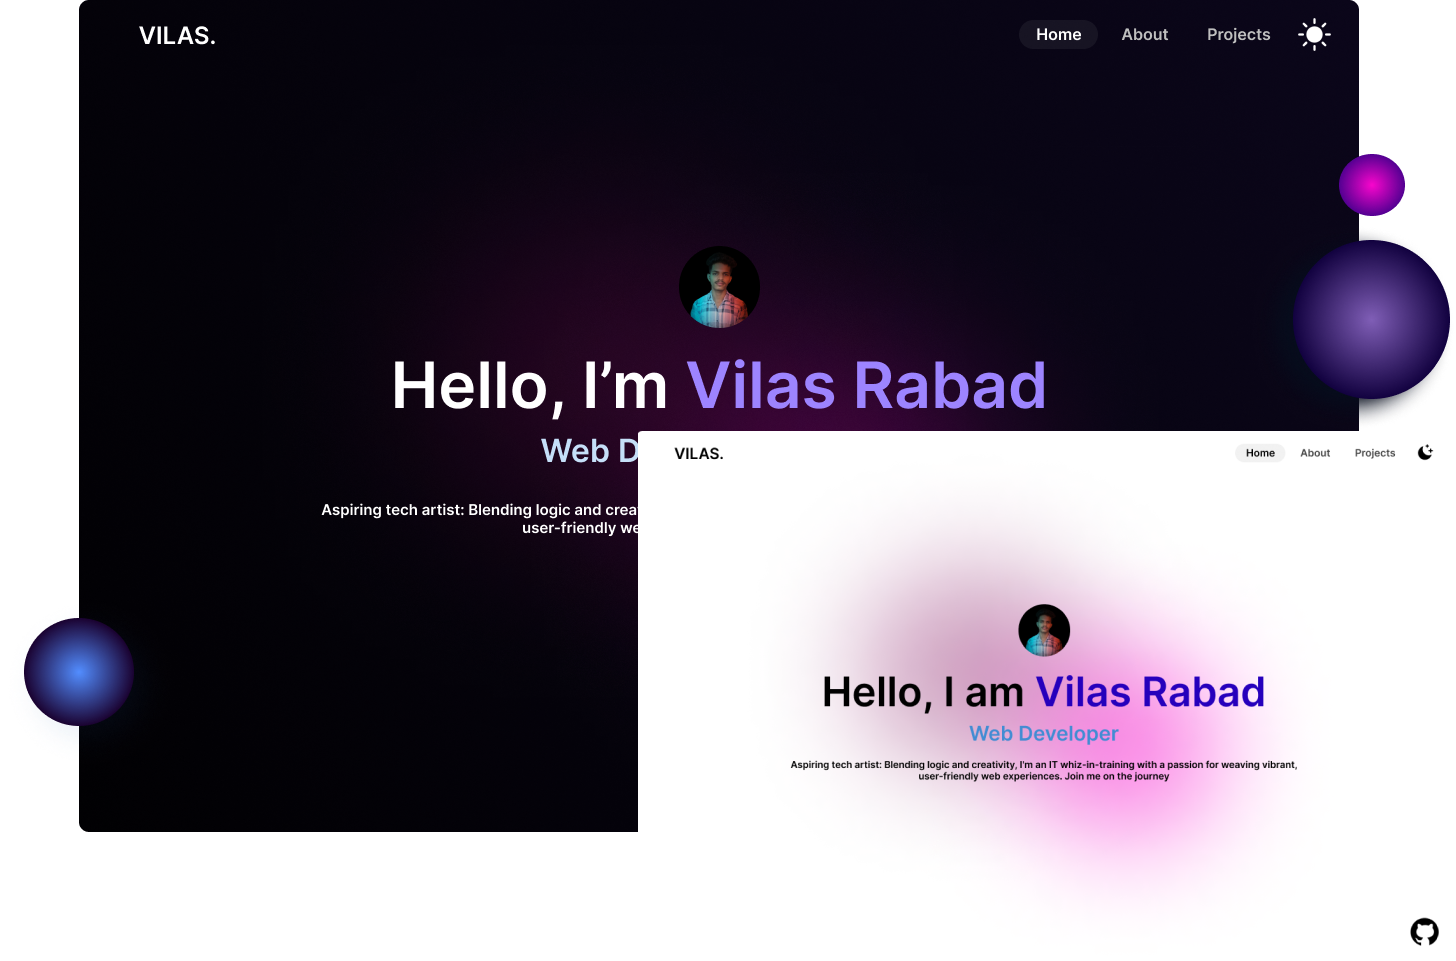 VILAS.
Home About Projects
Hello, I’m Vilas Rabad
Web D
Aspiring tech artist: Blending logic and crea
user-friendly we
VILAS.
Home About Projects
Hello, I am Vilas Rabad
Web Developer
Aspiring tech artist: Blending logic and creativity, I'm an IT whiz-in-training with a passion for weaving vibrant,
user-friendly web experiences. Join me on the journey